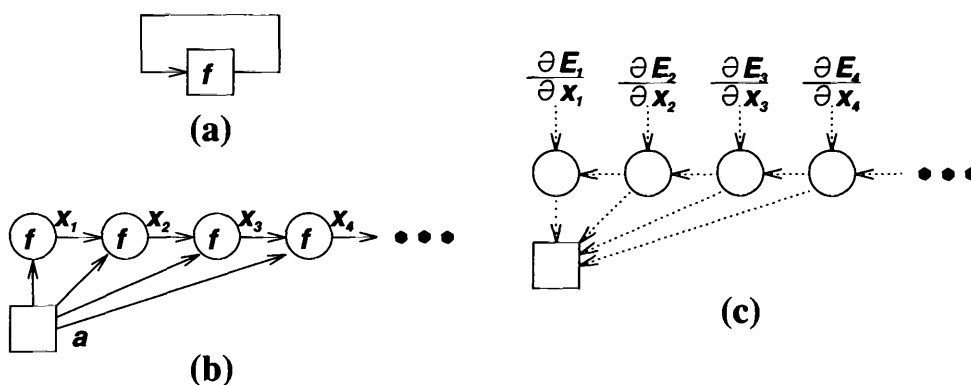 f
(a)
X₁ X₂ X₃ X₄
f f f f
a
(b)
∂E₁/∂X₁ ∂E₂/∂X₂ ∂E₃/∂X₃ ∂E₄/∂X₄
(c)